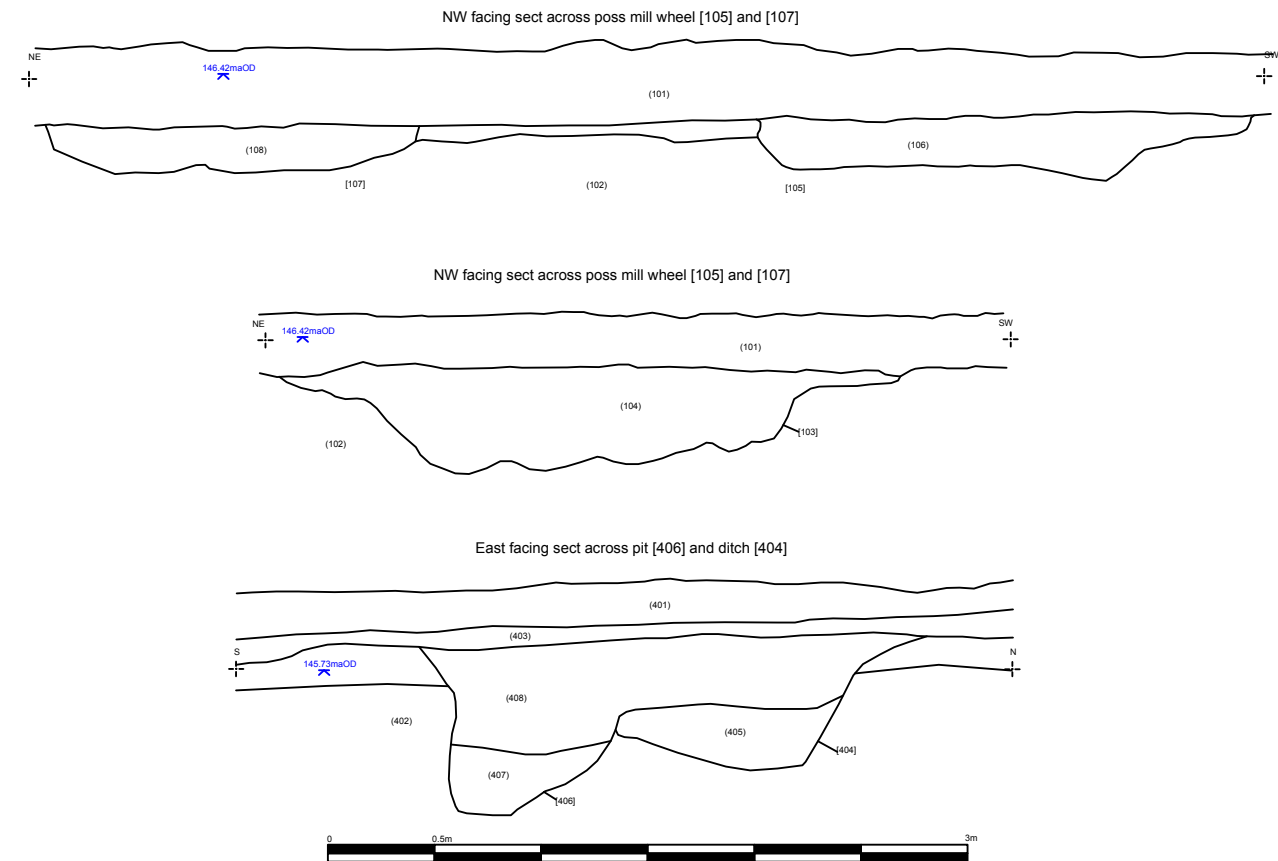 NW facing sect across poss mill wheel [105] and [107]
NE
SW
146.42maOD
(101)
(108)
(106)
[107]
(102)
[105]
NW facing sect across poss mill wheel [105] and [107]
NE
SW
146.42maOD
(101)
(104)
[103]
(102)
East facing sect across pit [406] and ditch [404]
(401)
(403)
S
N
145.73maOD
(408)
(402)
(405)
[404]
(407)
[406]
0 0.5m 3m